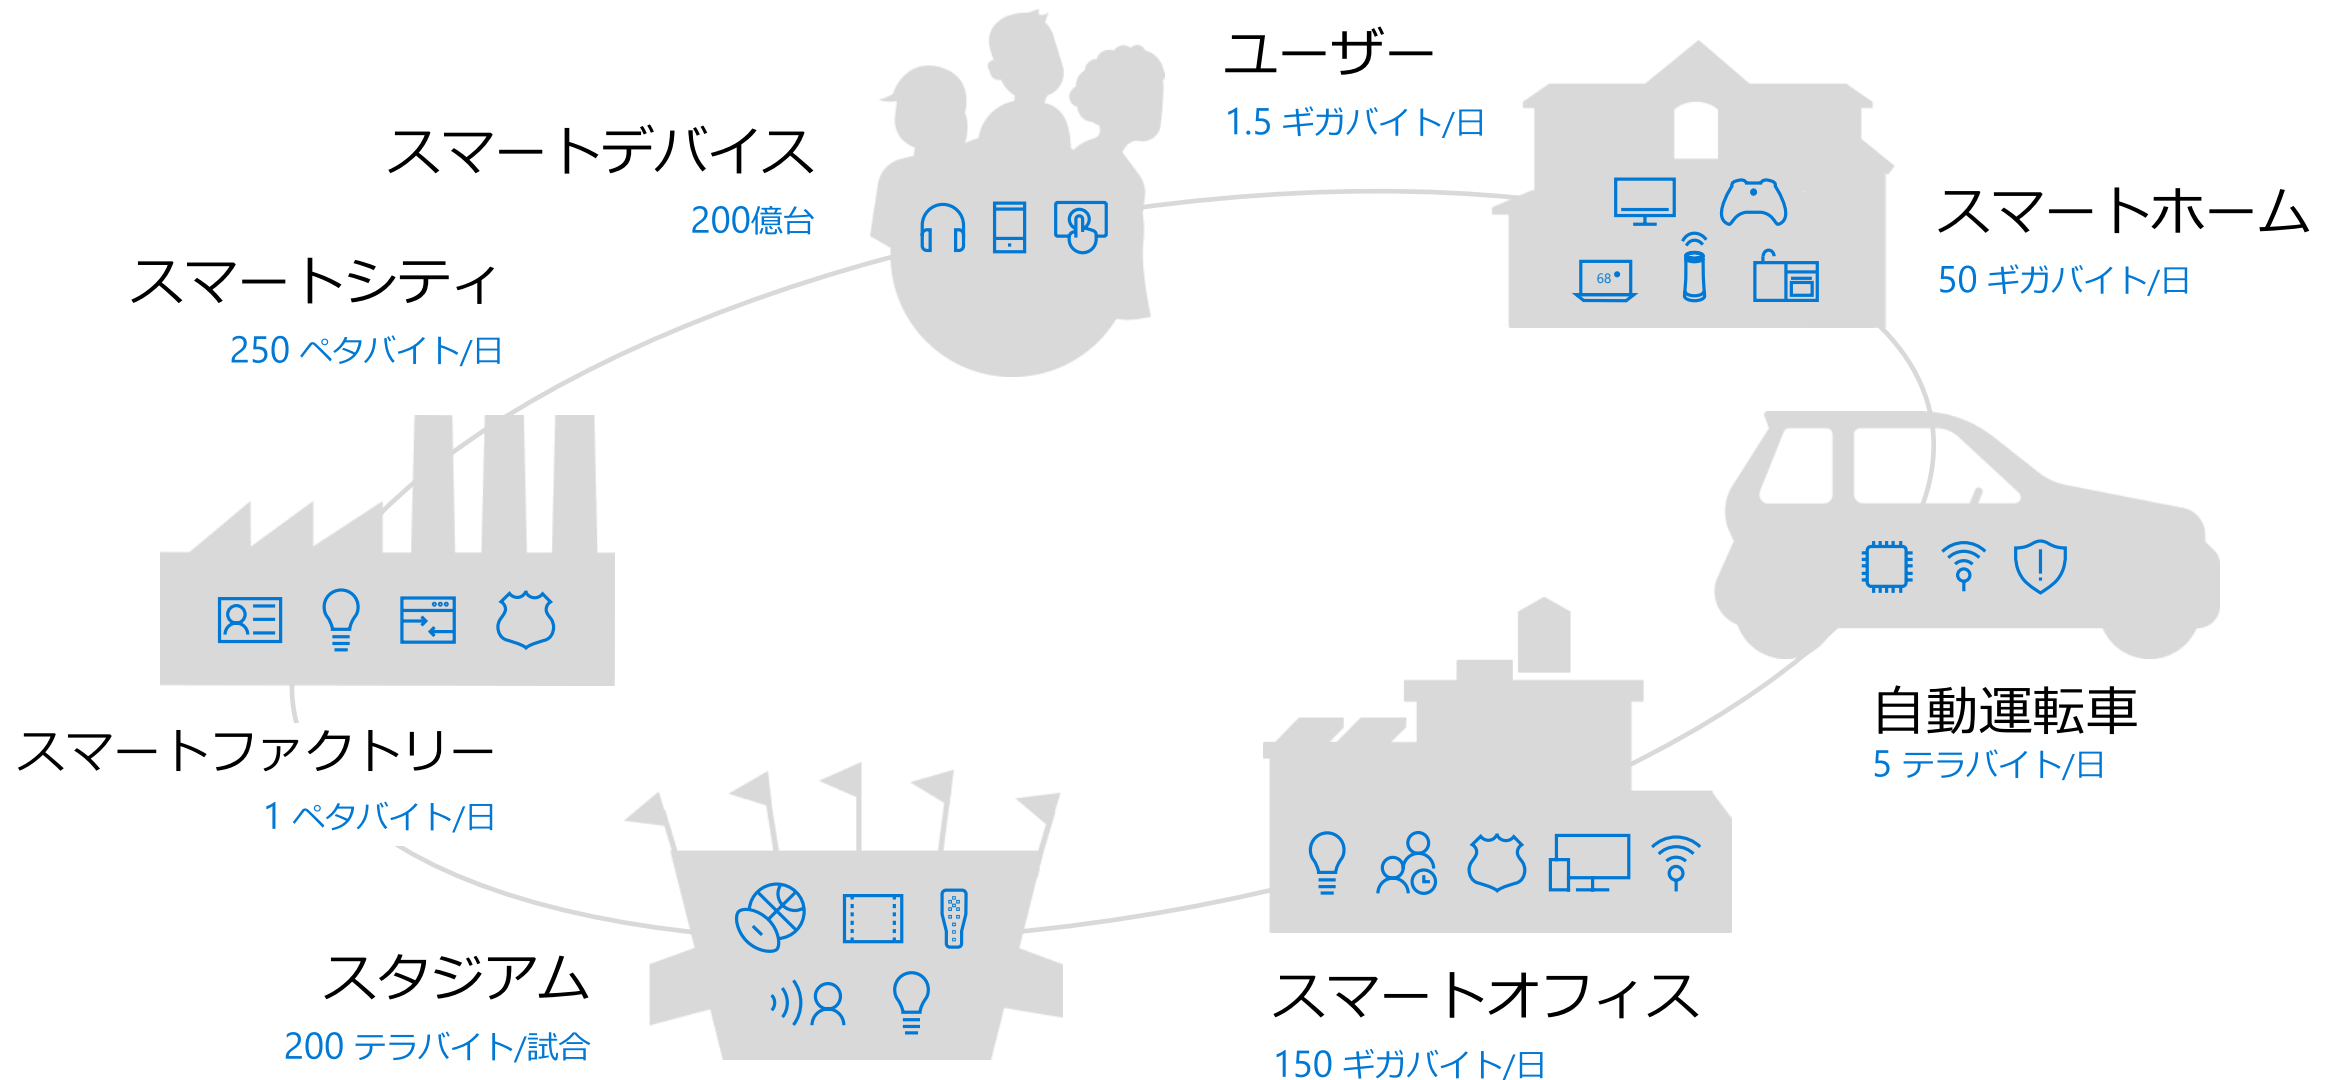 ユーザー
1.5 ギガバイト/日
スマートデバイス
200億台
スマートホーム
50 ギガバイト/日
68°
スマートシティ
250 ペタバイト/日
自動運転車
5 テラバイト/日
スマートファクトリー
1 ペタバイト/日
スタジアム
200 テラバイト/試合
スマートオフィス
150 ギガバイト/日